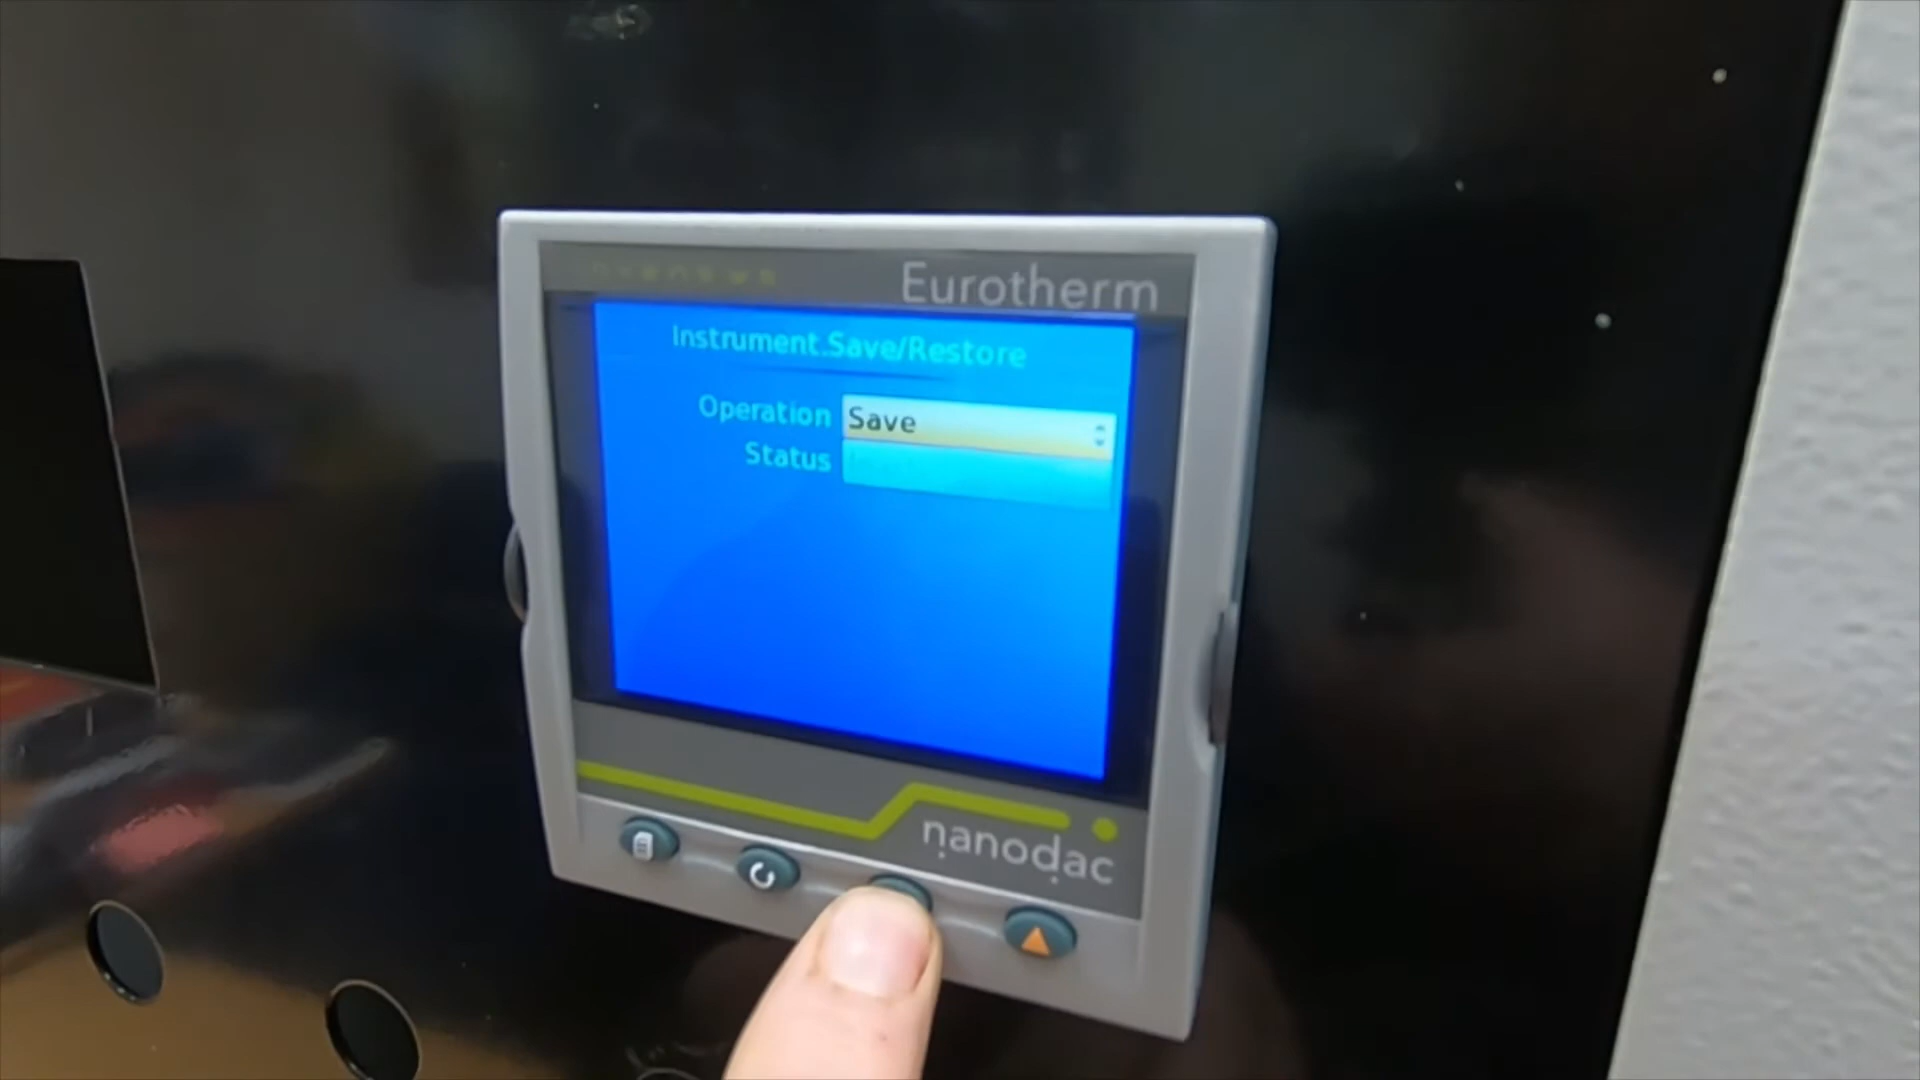 Eurotherm
Instrument.Save/Restore
Operation Save
Status
nanodac